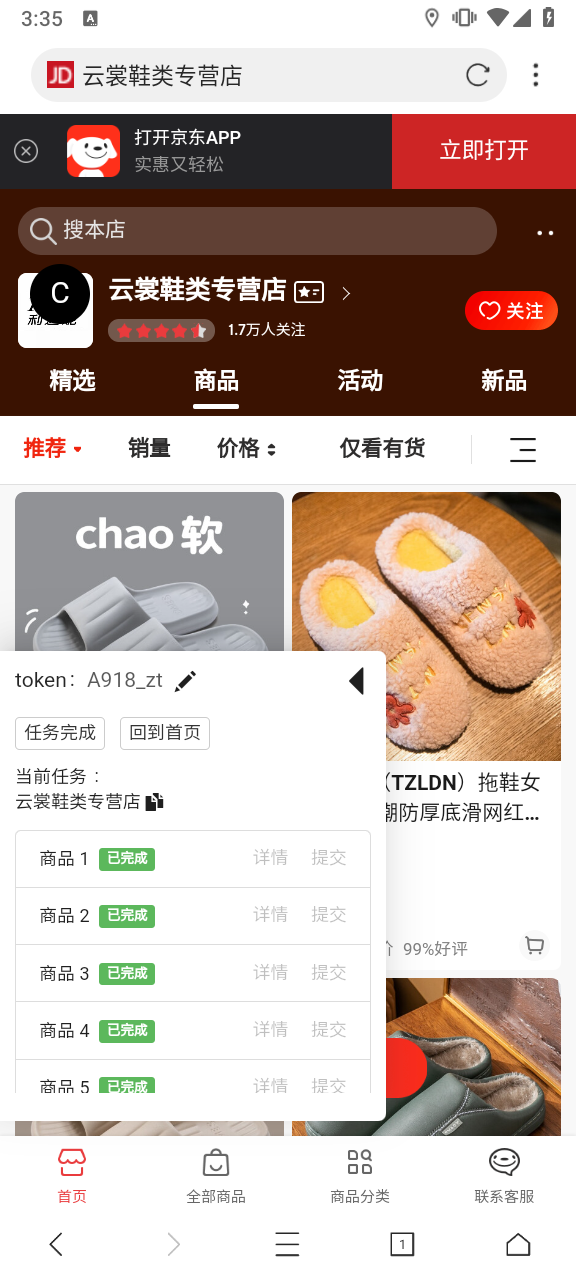 3:35
A
JD 云裳鞋类专营店
打开京东APP
实惠又轻松
立即打开
搜本店
C
云裳鞋类专营店
1.7万人关注
关注
精选 商品 活动 新品
推荐 销量 价格 仅看有货
chao 软
token： A918_zt
任务完成 回到首页
当前任务：
云裳鞋类专营店
商品 1 已完成 详情 提交
商品 2 已完成 详情 提交
商品 3 已完成 详情 提交
商品 4 已完成 详情 提交
商品 5 已完成 详情 提交
（TZLDN）拖鞋女
潮防厚底滑网红...
99%好评
首页 全部商品 商品分类 联系客服
1